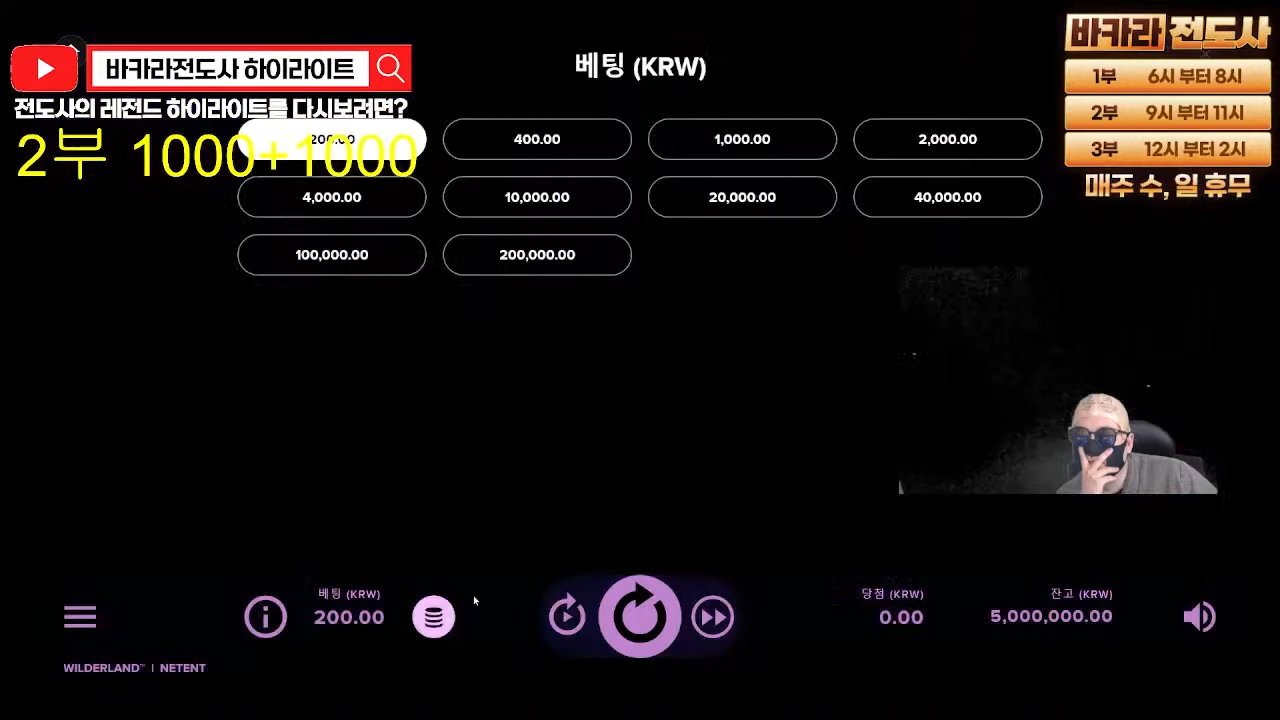 바카라전도사 하이라이트
전도사의 레전드 하이라이트를 다시보려면?
2부 1000+1000
베팅 (KRW)
바카라 전도사
1부 6시 부터 8시
2부 9시 부터 11시
3부 12시 부터 2시
매주 수, 일 휴무
200.00
400.00
1,000.00
2,000.00
4,000.00
10,000.00
20,000.00
40,000.00
100,000.00
200,000.00
베팅 (KRW)
200.00
당첨 (KRW)
0.00
잔고 (KRW)
5,000,000.00
WILDERLAND™ | NETENT